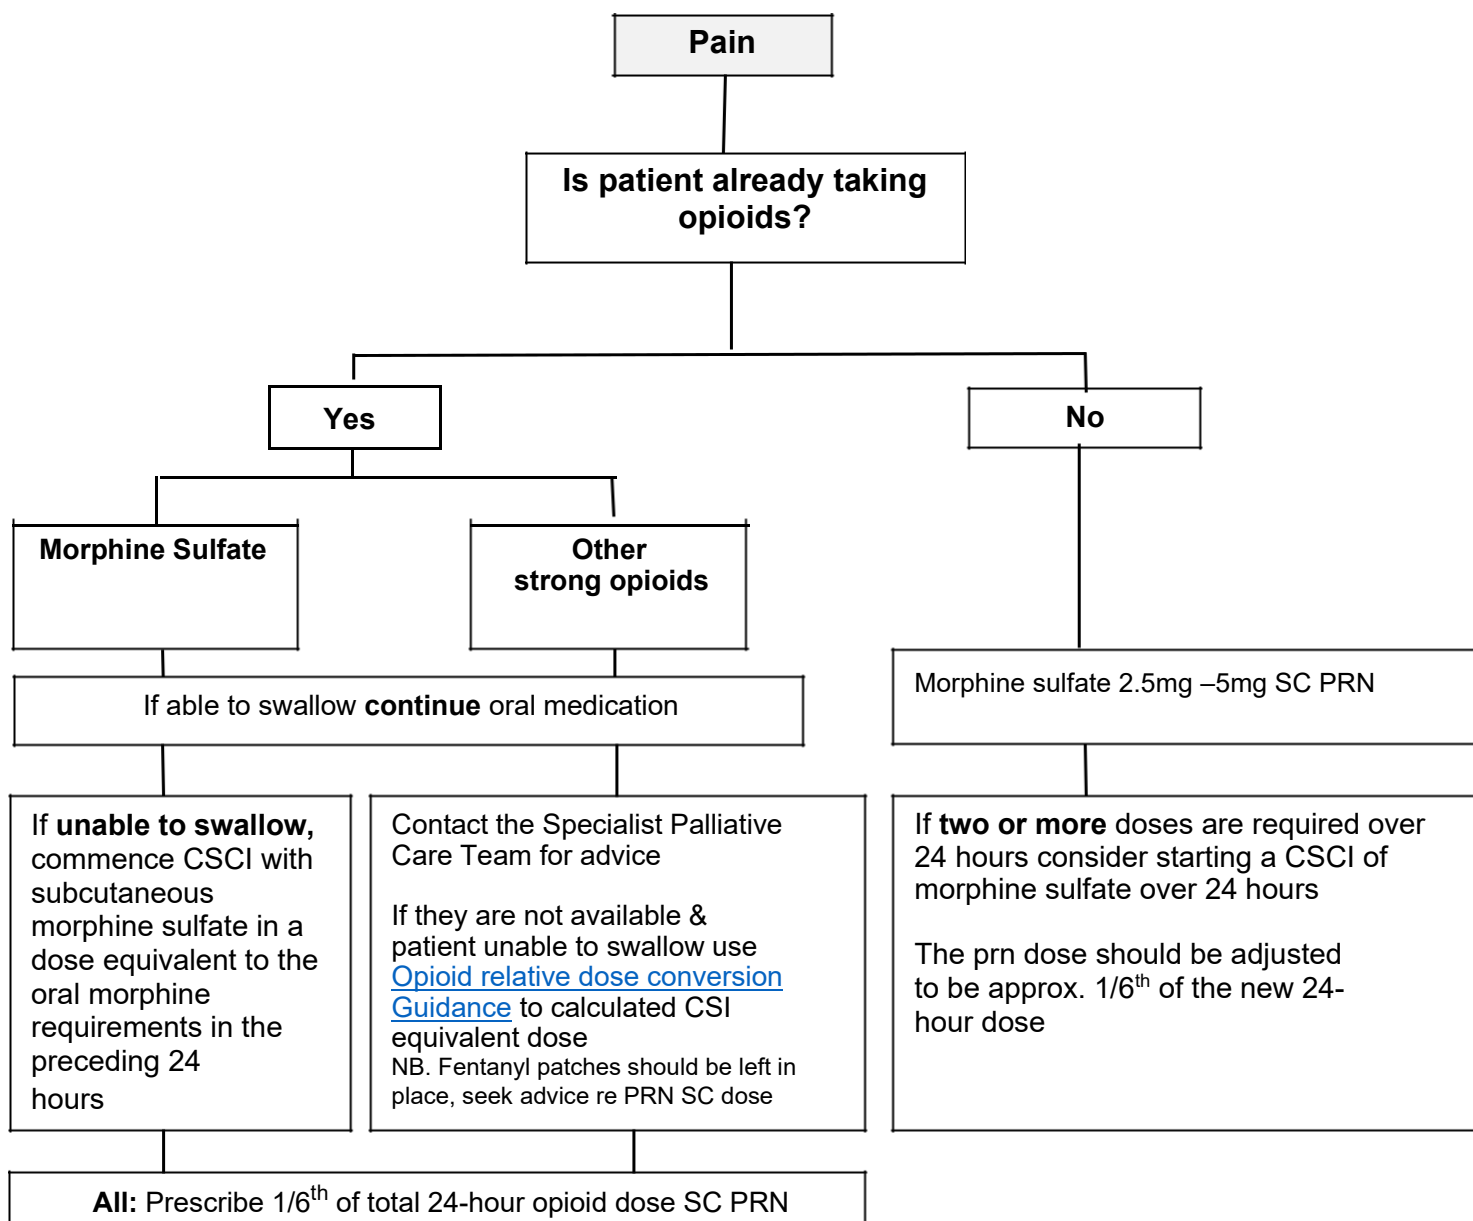 Pain
Is patient already taking
opioids?
Yes
No
Morphine Sulfate
Other
strong opioids
If able to swallow continue oral medication
Morphine sulfate 2.5mg –5mg SC PRN
If unable to swallow,
commence CSCI with
subcutaneous
morphine sulfate in a
dose equivalent to the
oral morphine
requirements in the
preceding 24
hours
Contact the Specialist Palliative
Care Team for advice
If they are not available &
patient unable to swallow use
Opioid relative dose conversion
Guidance to calculated CSI
equivalent dose
NB. Fentanyl patches should be left in
place, seek advice re PRN SC dose
If two or more doses are required over
24 hours consider starting a CSCI of
morphine sulfate over 24 hours
The prn dose should be adjusted
to be approx. 1/6th of the new 24-
hour dose
All: Prescribe 1/6th of total 24-hour opioid dose SC PRN